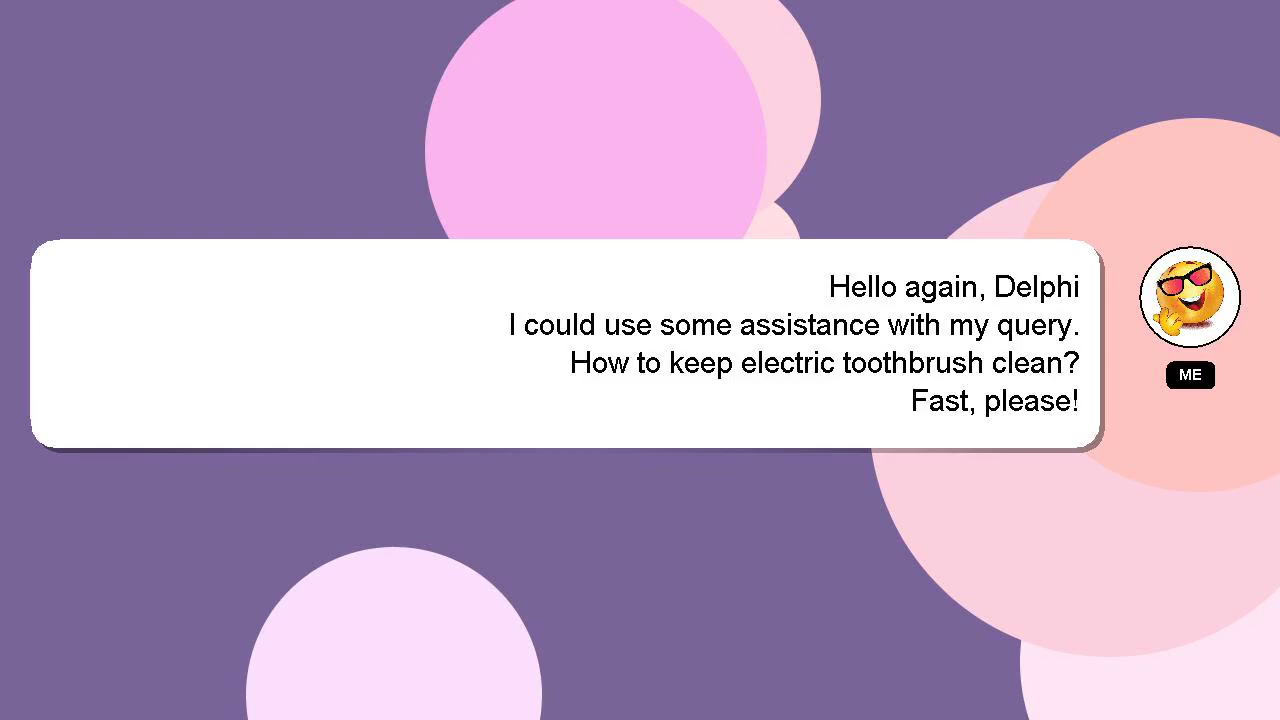 Hello again, Delphi
I could use some assistance with my query.
How to keep electric toothbrush clean?
Fast, please!
ME